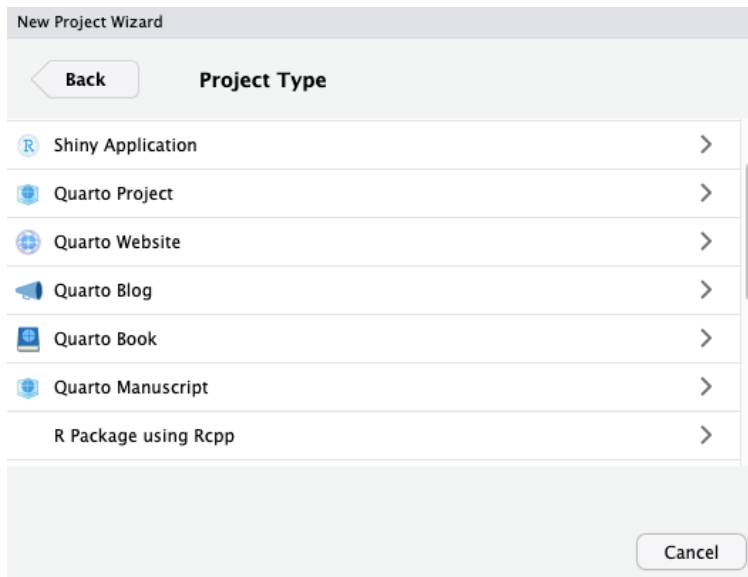 New Project Wizard
Back Project Type
R Shiny Application
Quarto Project
Quarto Website
Quarto Blog
Quarto Book
Quarto Manuscript
R Package using Rcpp
Cancel